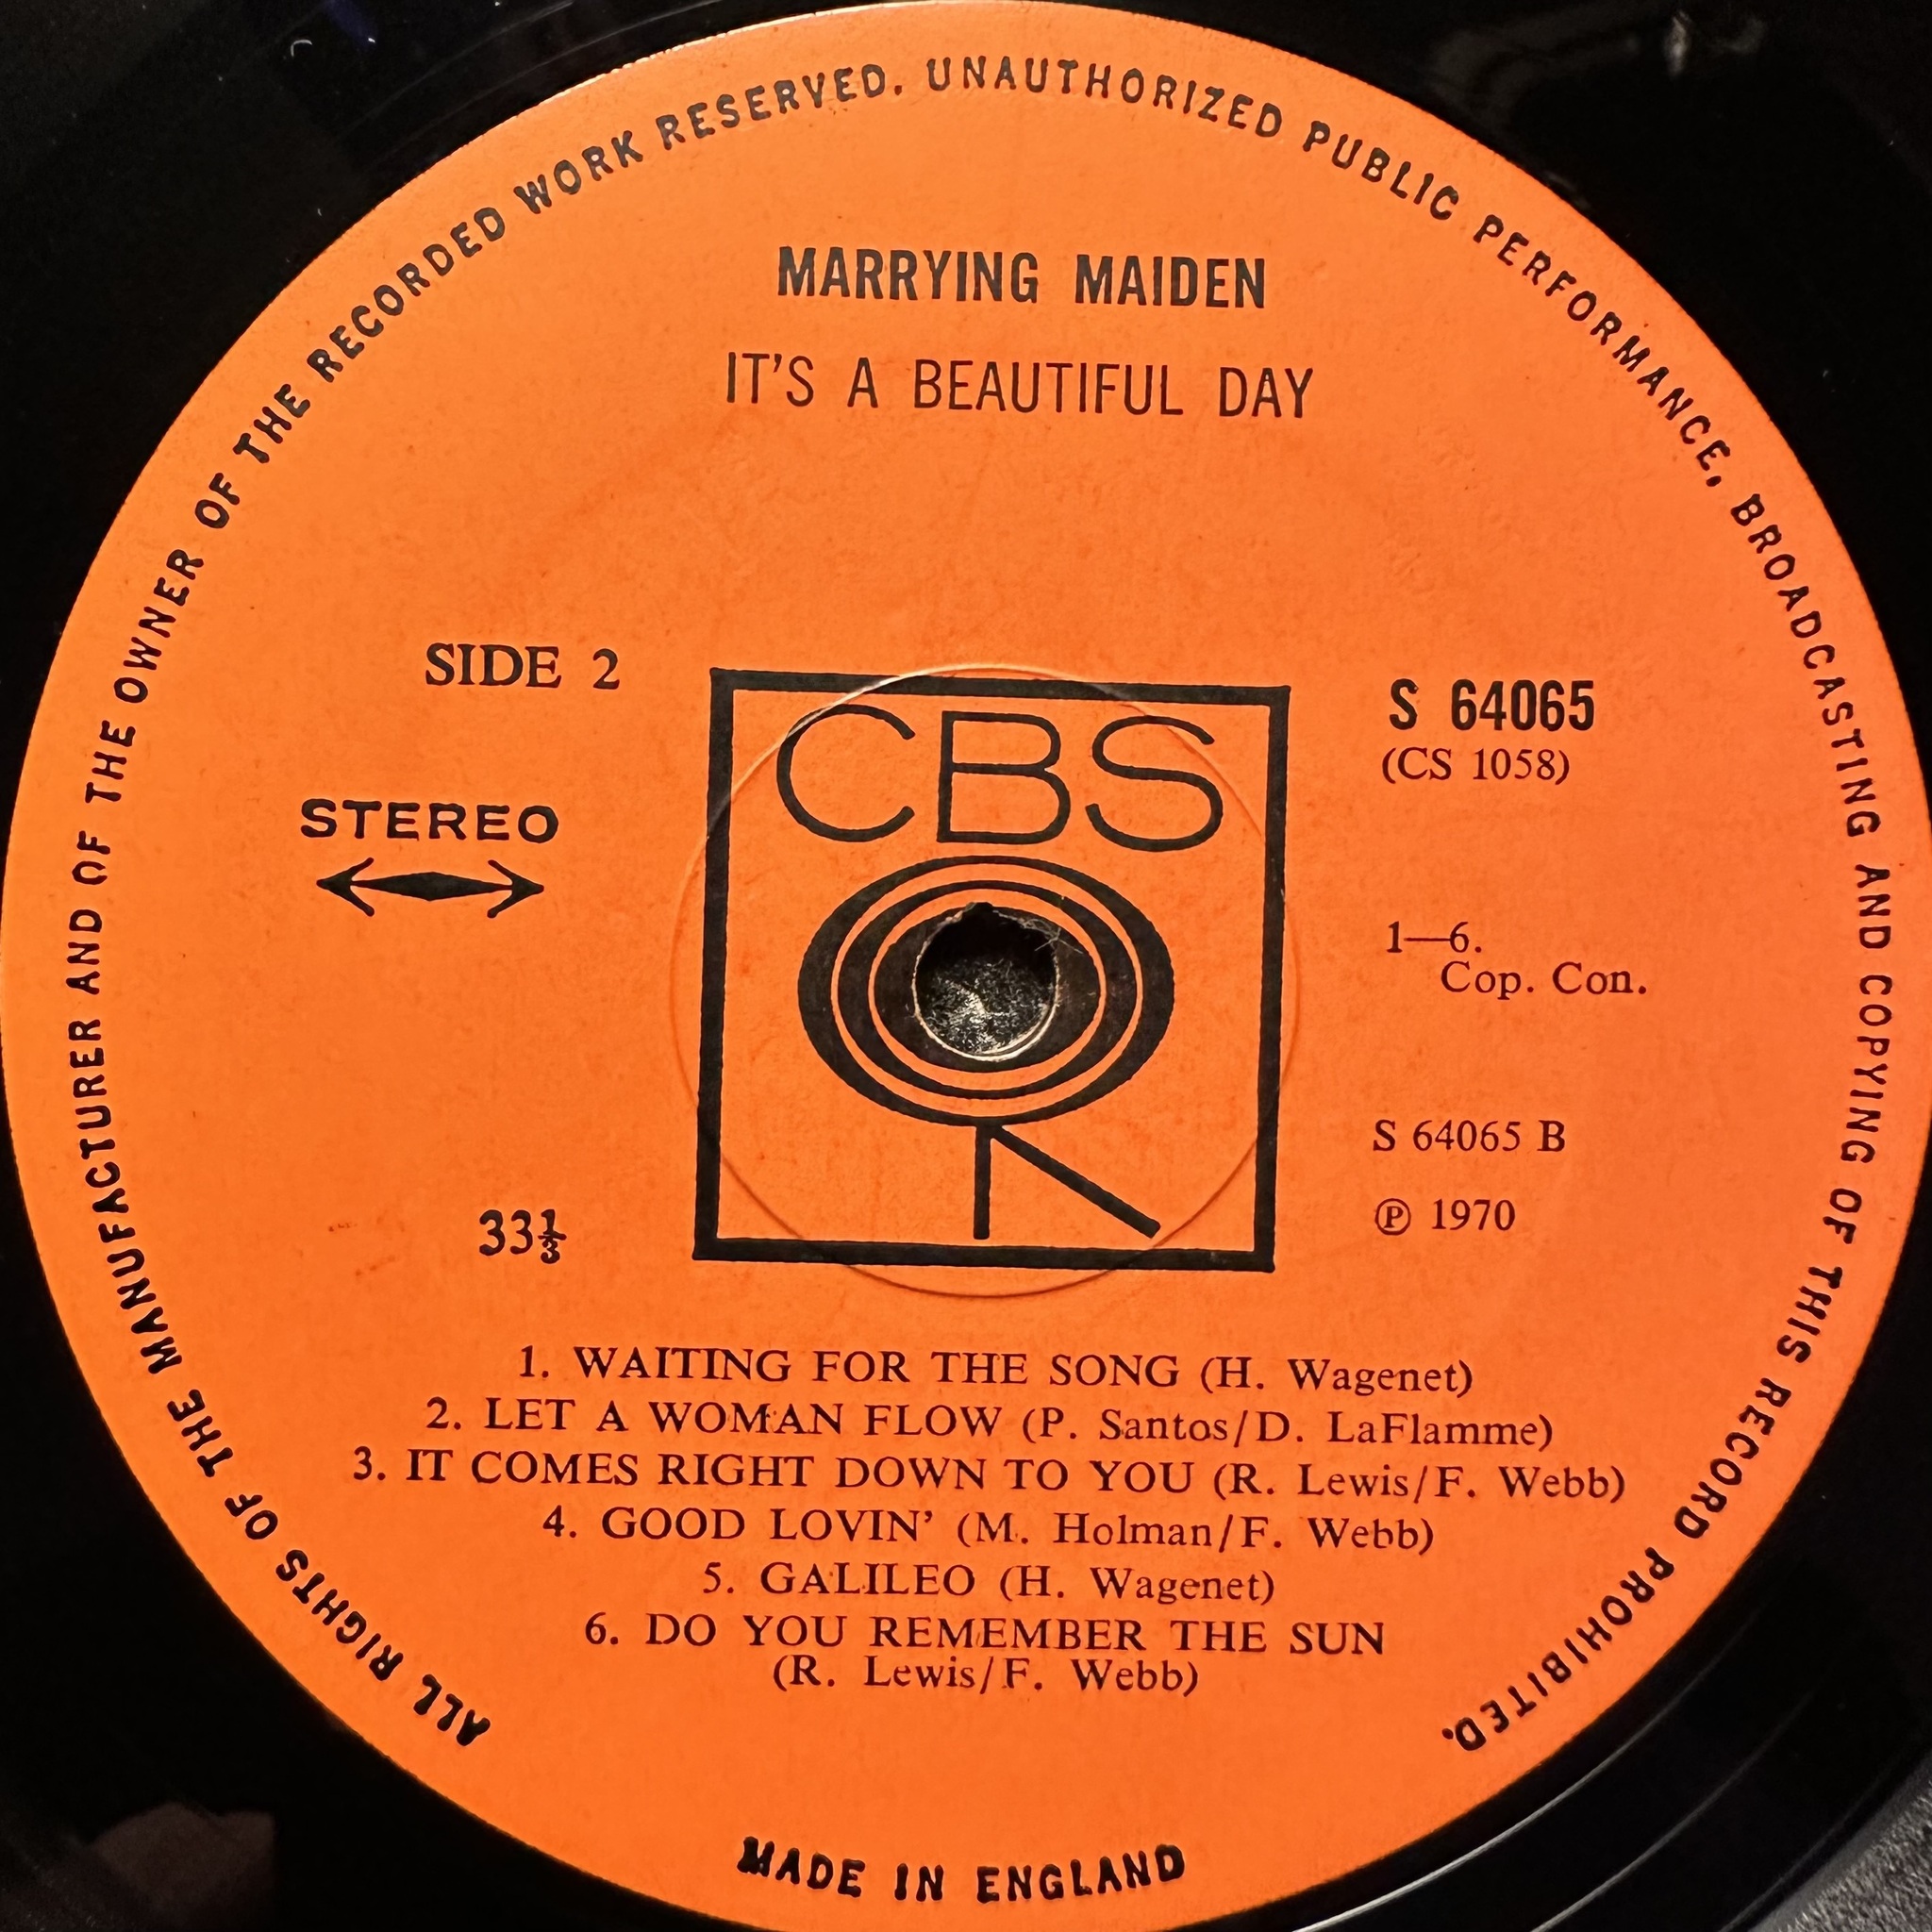 ALL RIGHTS OF THE MANUFACTURER AND OF THE OWNER OF THE RECORDED WORK RESERVED. UNAUTHORIZED PUBLIC PERFORMANCE, BROADCASTING AND COPYING OF THIS RECORD PROHIBITED.
MARRYING MAIDEN
IT'S A BEAUTIFUL DAY
SIDE 2
STEREO
33⅓
CBS
S 64065
(CS 1058)
1—6.
Cop. Con.
S 64065 B
℗ 1970
1. WAITING FOR THE SONG (H. Wagenet)
2. LET A WOMAN FLOW (P. Santos/D. LaFlamme)
3. IT COMES RIGHT DOWN TO YOU (R. Lewis/F. Webb)
4. GOOD LOVIN' (M. Holman/F. Webb)
5. GALILEO (H. Wagenet)
6. DO YOU REMEMBER THE SUN
(R. Lewis/F. Webb)
MADE IN ENGLAND